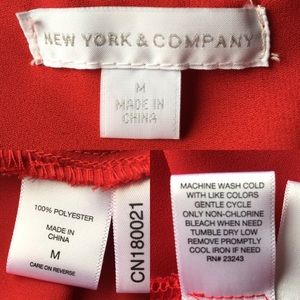 NEW YORK & COMPANY
M
MADE IN
CHINA
100% POLYESTER
MADE IN
CHINA
M
CARE ON REVERSE
CN180021
MACHINE WASH COLD
WITH LIKE COLORS
GENTLE CYCLE
ONLY NON-CHLORINE
BLEACH WHEN NEED
TUMBLE DRY LOW
REMOVE PROMPTLY
COOL IRON IF NEED
RN# 23243